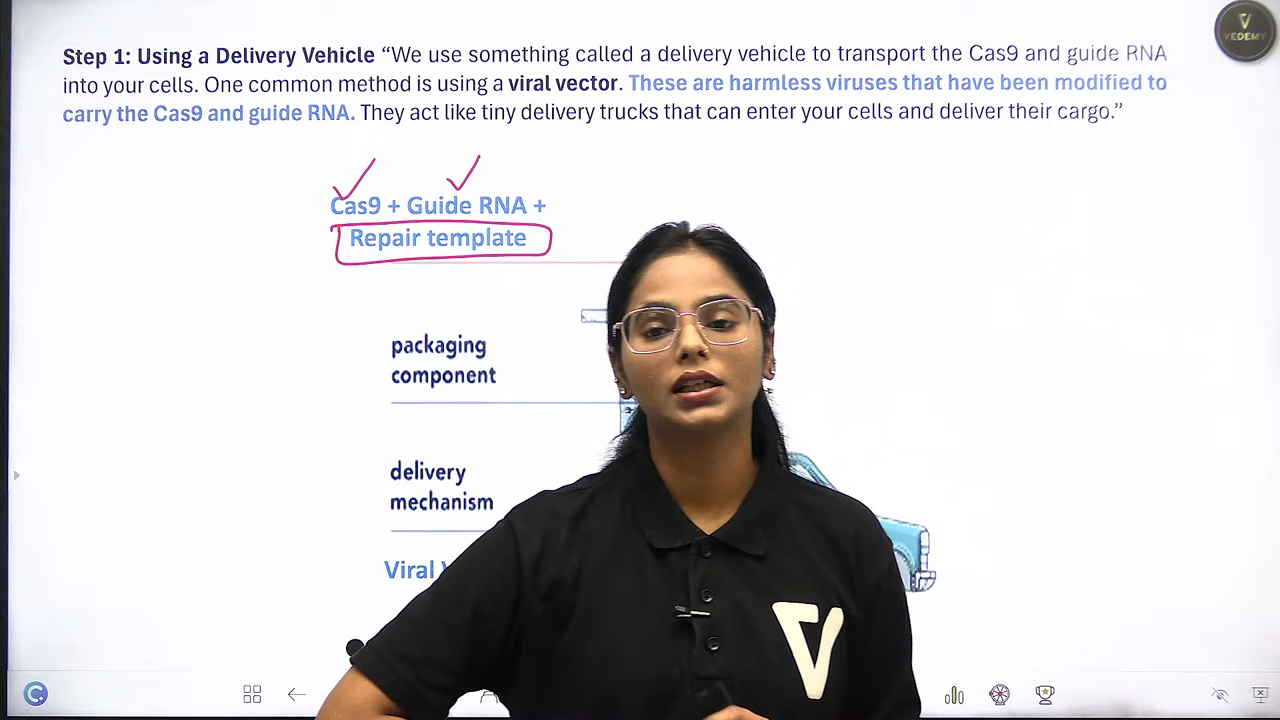 Step 1: Using a Delivery Vehicle “We use something called a delivery vehicle to transport the Cas9 and guide RNA
into your cells. One common method is using a viral vector. These are harmless viruses that have been modified to
carry the Cas9 and guide RNA. They act like tiny delivery trucks that can enter your cells and deliver their cargo.”
VEDEMY
Cas9 + Guide RNA +
Repair template
packaging
component
delivery
mechanism
Viral